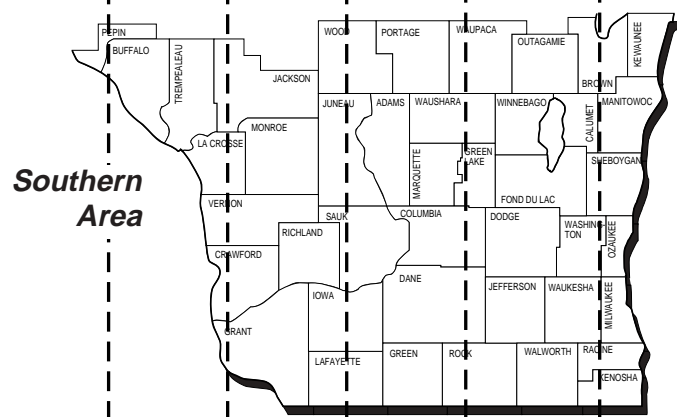 PEPIN
WOOD
PORTAGE
WAUPACA
OUTAGAMIE
KEWAUNEE
BUFFALO
TREMPEALEAU
JACKSON
BROWN
JUNEAU
ADAMS
WAUSHARA
WINNEBAGO
CALUMET
MANITOWOC
MONROE
LA CROSSE
MARQUETTE
GREEN
LAKE
SHEBOYGAN
Southern
Area
VERNON
FOND DU LAC
SAUK
COLUMBIA
DODGE
WASHING-
TON
OZAUKEE
RICHLAND
CRAWFORD
DANE
IOWA
JEFFERSON
WAUKESHA
MILWAUKEE
GRANT
LAFAYETTE
GREEN
ROCK
WALWORTH
RACINE
KENOSHA